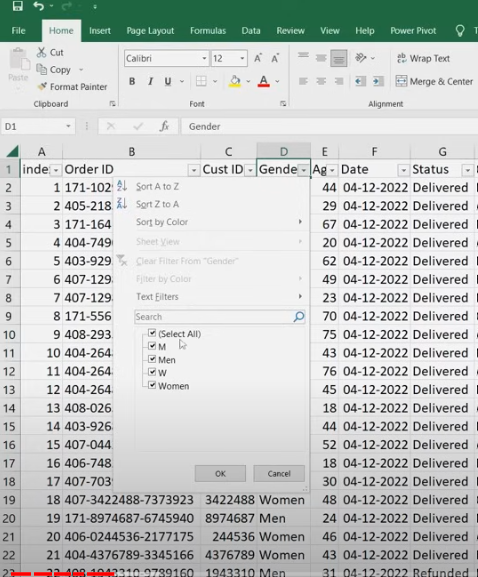 File Home Insert Page Layout Formulas Data Review View Help Power Pivot
Cut
Copy
Format Painter
Paste
Calibri 12 A A
B I U A
ab Wrap Text
Merge & Center
Clipboard Font Alignment
D1 fx Gender
A B C D E F G
1 inde Order ID Cust ID Gende Ag Date Status
2 1 171-102 44 04-12-2022 Delivered
3 2 405-218 29 04-12-2022 Delivered
4 3 171-164 67 04-12-2022 Delivered
5 4 404-749 20 04-12-2022 Delivered
6 5 403-929 62 04-12-2022 Delivered
7 6 407-129 49 04-12-2022 Delivered
8 7 407-129 23 04-12-2022 Delivered
9 8 171-556 70 04-12-2022 Delivered
10 9 408-293 75 04-12-2022 Delivered
11 10 404-264 43 04-12-2022 Delivered
12 11 404-264 76 04-12-2022 Delivered
13 12 404-264 45 04-12-2022 Delivered
14 13 408-026 18 04-12-2022 Delivered
15 14 403-926 44 04-12-2022 Delivered
16 15 407-044 52 04-12-2022 Delivered
17 16 406-748 18 04-12-2022 Delivered
18 17 407-703 30 04-12-2022 Delivered
19 18 407-3422488-7373923 3422488 Women 48 04-12-2022 Delivered
20 19 171-8974687-6745940 8974687 Men 24 04-12-2022 Delivered
21 20 406-0244536-2177175 244536 Women 46 04-12-2022 Delivered
22 21 404-4376789-3345166 4376789 Women 43 04-12-2022 Delivered
1943310 Men 31 04-12-2022 Refunded
Sort A to Z
Sort Z to A
Sort by Color
Sheet View
Clear Filter From "Gender"
Filter by Color
Text Filters
Search
(Select All)
M
Men
W
Women
OK Cancel